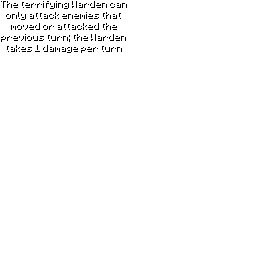 The terrifying Warden can
only attack enemies that
moved or attacked the
previous turn; the Warden
takes 1 damage per turn